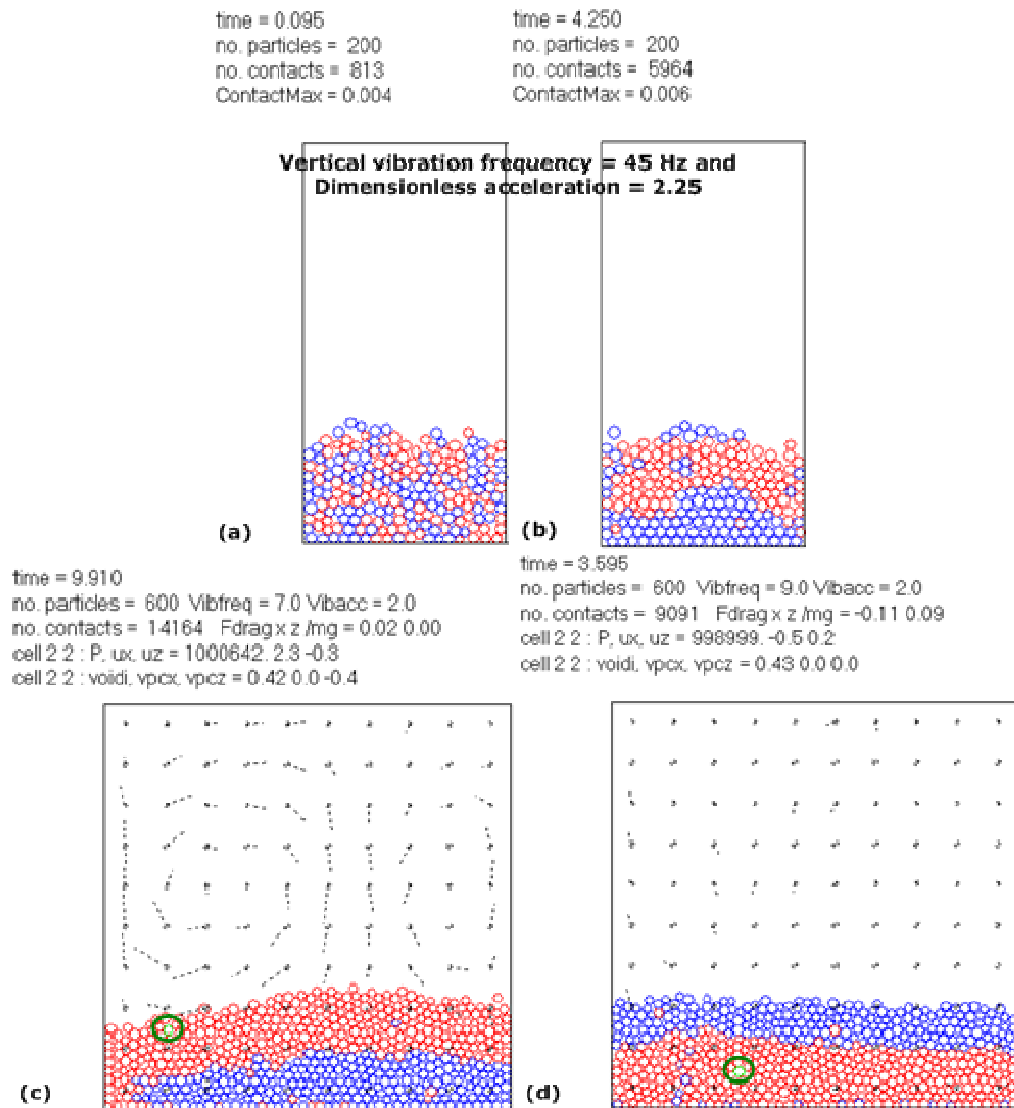 time = 0.095
no. particles = 200
no. contacts = 813
ContactMax = 0.004
time = 4.250
no. particles = 200
no. contacts = 5964
ContactMax = 0.006
Vertical vibration frequency = 45 Hz and
Dimensionless acceleration = 2.25
(a)
(b)
time = 9.910
no. particles = 600 Vibfreq = 7.0 Vibacc = 2.0
no. contacts = 14164 Fdrag x z /mg = 0.02 0.00
cell 2 2 : P, ux, uz = 1000642. 2.3 -0.3
cell 2 2 : voidi, vpcx, vpcz = 0.42 0.0 -0.4
time = 3.595
no. particles = 600 Vibfreq = 9.0 Vibacc = 2.0
no. contacts = 9091 Fdrag x z /mg = -0.11 0.09
cell 2 2 : P, ux, uz = 998999. -0.5 0.2
cell 2 2 : voidi, vpcx, vpcz = 0.43 0.0 0.0
(c)
(d)